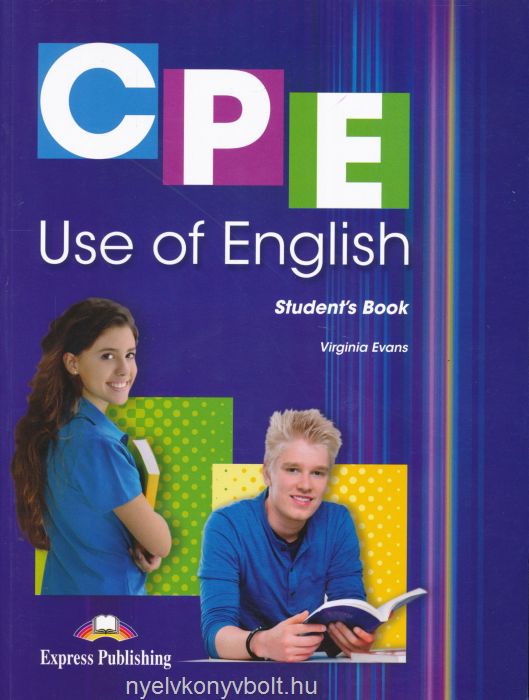 CPE
Use of English
Student's Book
Virginia Evans
Express Publishing
nyelvkonyvbolt.hu